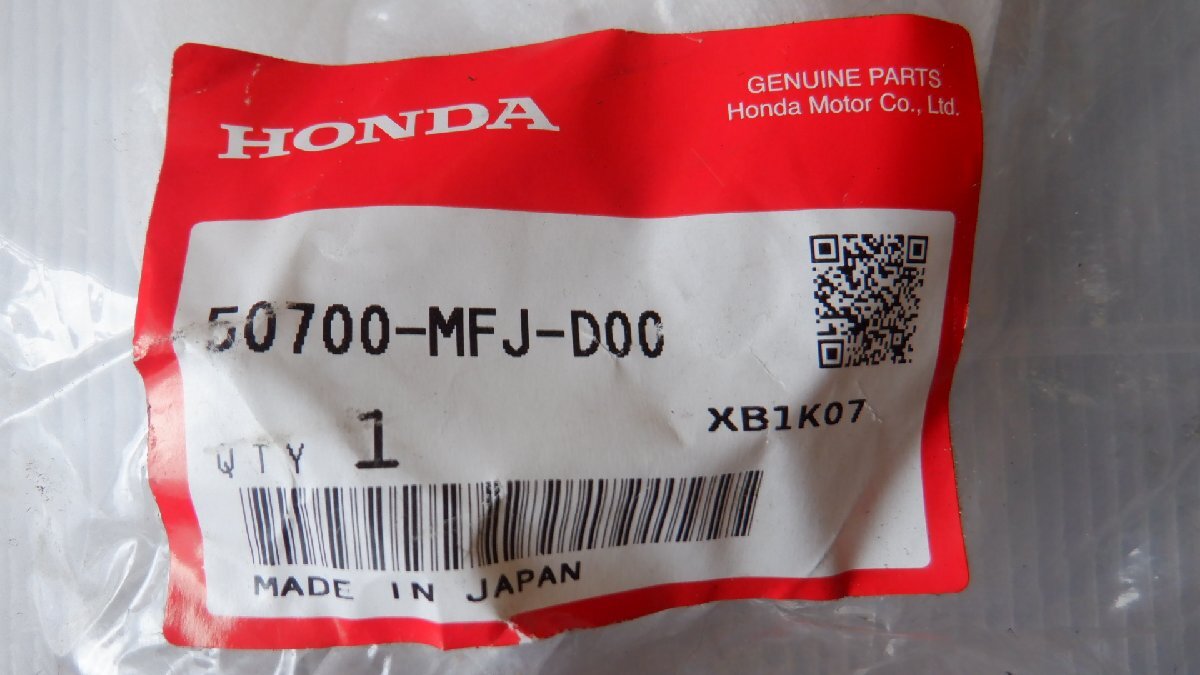 HONDA
GENUINE PARTS
Honda Motor Co., Ltd.
50700-MFJ-D00
XB1K07
QTY 1
MADE IN JAPAN